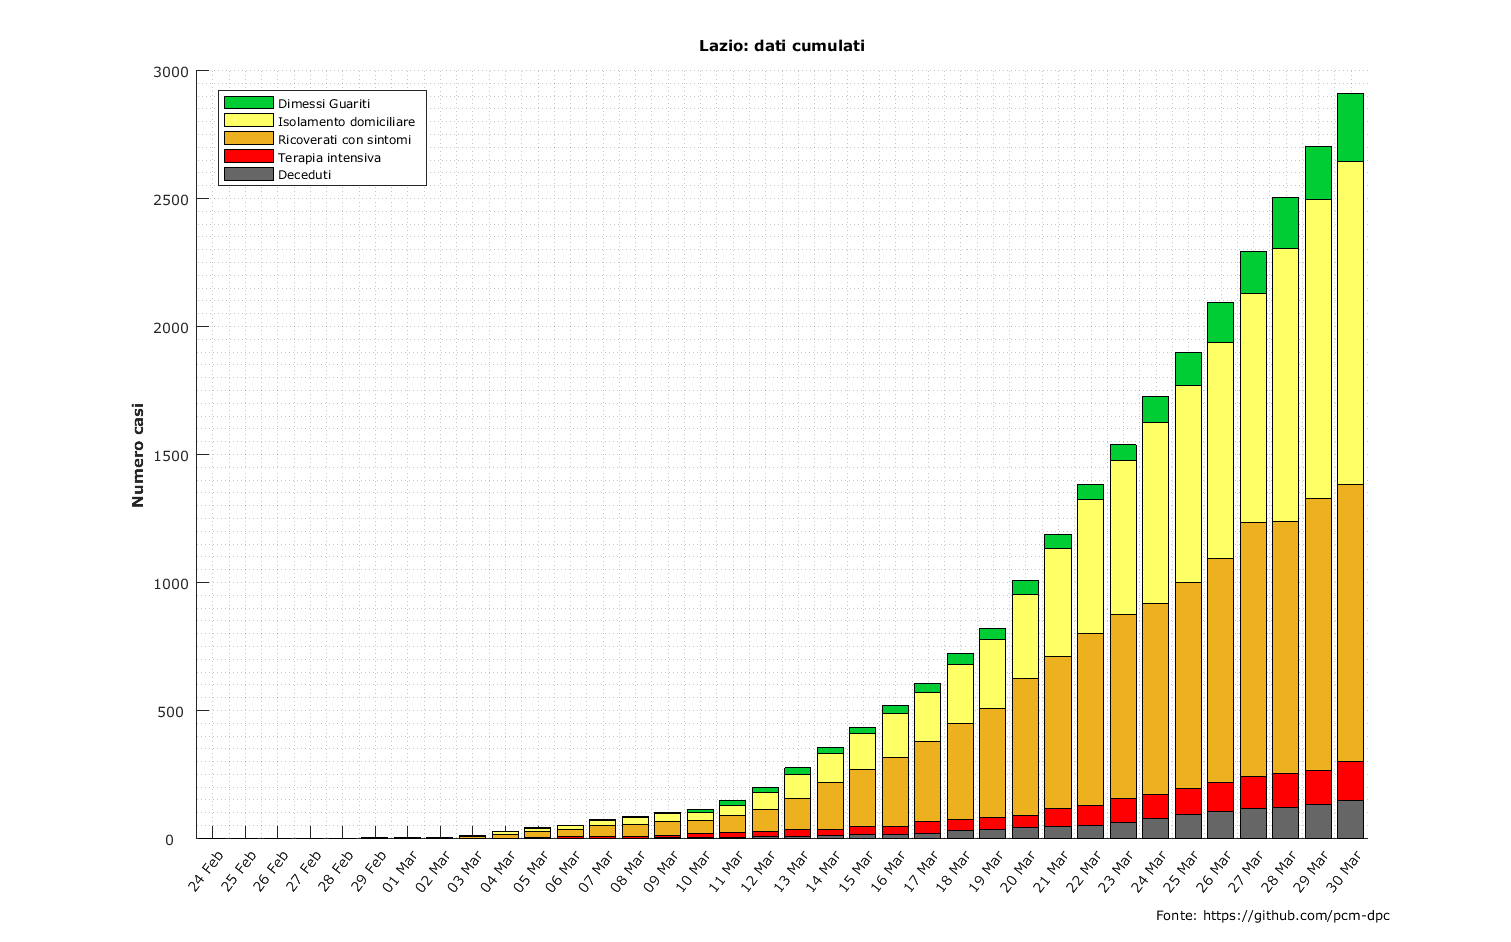 Lazio: dati cumulati
3000
2500
2000
1500
1000
500
0
Numero casi
Dimessi Guariti
Isolamento domiciliare
Ricoverati con sintomi
Terapia intensiva
Deceduti
24 Feb
25 Feb
26 Feb
27 Feb
28 Feb
29 Feb
01 Mar
02 Mar
03 Mar
04 Mar
05 Mar
06 Mar
07 Mar
08 Mar
09 Mar
10 Mar
11 Mar
12 Mar
13 Mar
14 Mar
15 Mar
16 Mar
17 Mar
18 Mar
19 Mar
20 Mar
21 Mar
22 Mar
23 Mar
24 Mar
25 Mar
26 Mar
27 Mar
28 Mar
29 Mar
30 Mar
Fonte: https://github.com/pcm-dpc